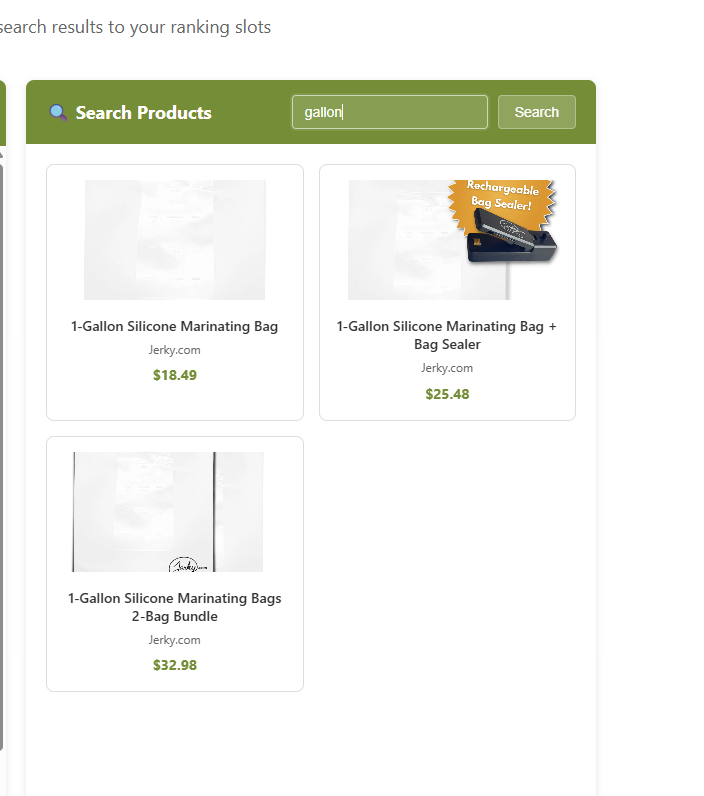 search results to your ranking slots
Search Products
gallon
Search
Rechargeable
Bag Sealer!
1-Gallon Silicone Marinating Bag
Jerky.com
$18.49
1-Gallon Silicone Marinating Bag +
Bag Sealer
Jerky.com
$25.48
Jerky.com
1-Gallon Silicone Marinating Bags
2-Bag Bundle
Jerky.com
$32.98